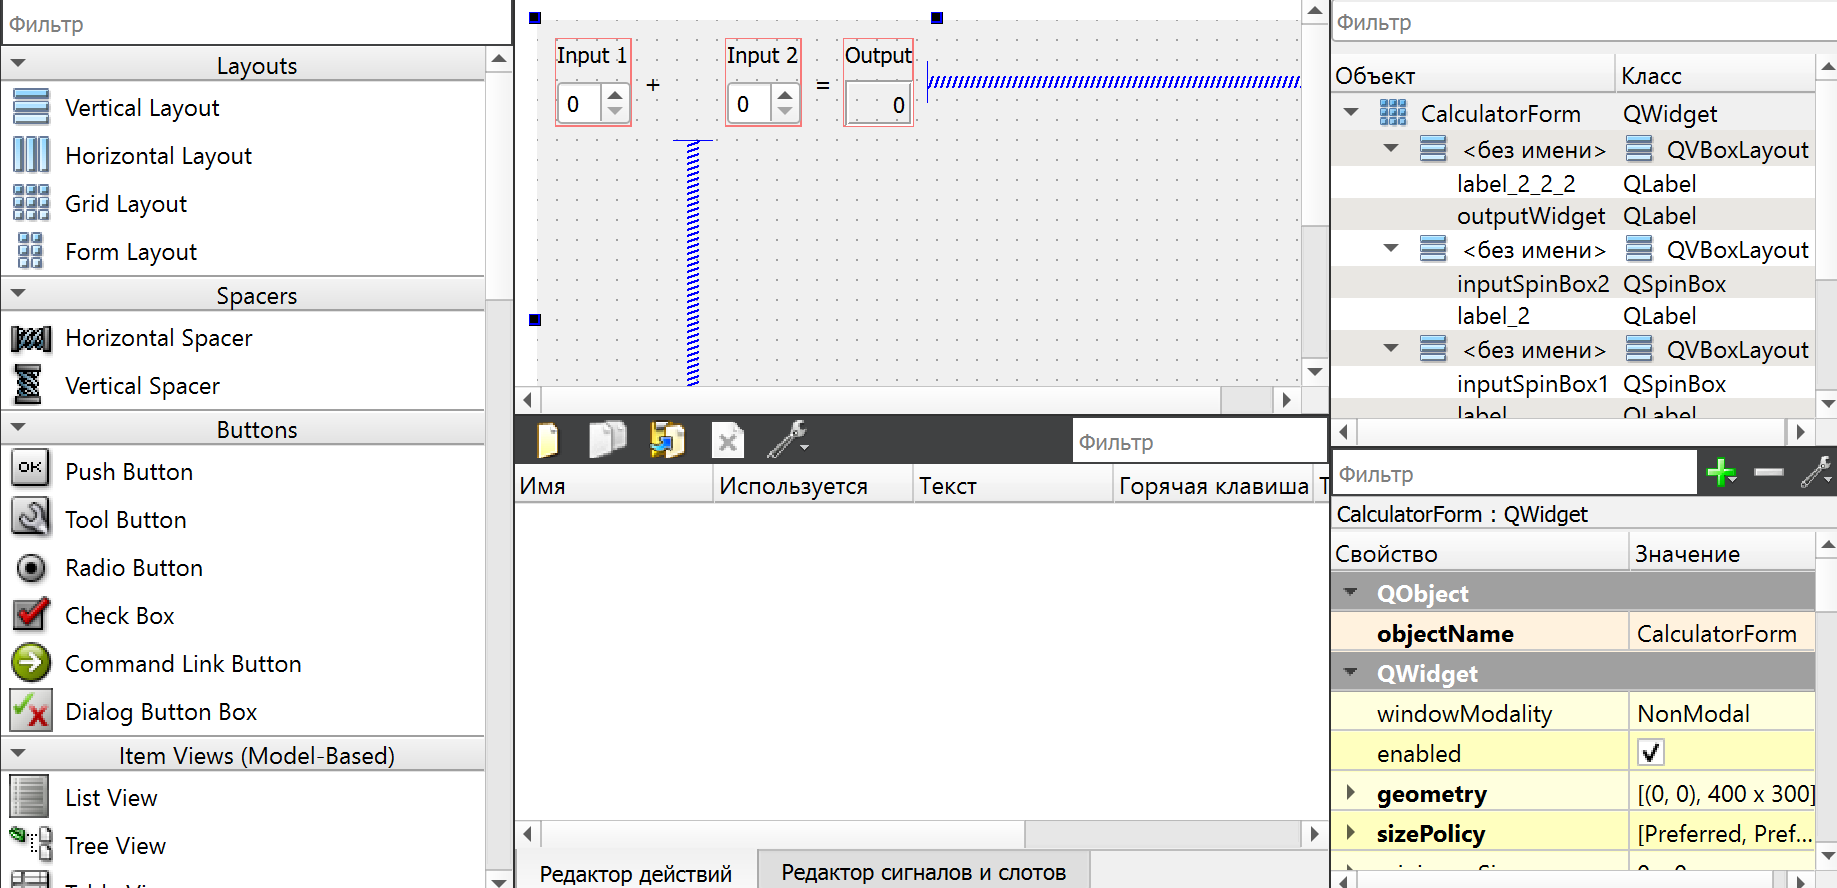 Фильтр
Layouts
Vertical Layout
Horizontal Layout
Grid Layout
Form Layout
Spacers
Horizontal Spacer
Vertical Spacer
Buttons
Push Button
OK
Tool Button
Radio Button
Check Box
Command Link Button
Dialog Button Box
Item Views (Model-Based)
List View
Tree View
Input 1
Input 2
Output
0
+
0
=
0
Фильтр
Имя
Используется
Текст
Горячая клавиша
Редактор действий
Редактор сигналов и слотов
Фильтр
Объект Класс
CalculatorForm QWidget
<без имени> QVBoxLayout
label_2_2_2 QLabel
outputWidget QLabel
<без имени> QVBoxLayout
inputSpinBox2 QSpinBox
label_2 QLabel
<без имени> QVBoxLayout
inputSpinBox1 QSpinBox
label QLabel
Фильтр
CalculatorForm : QWidget
Свойство Значение
QObject
objectName CalculatorForm
QWidget
windowModality NonModal
enabled
geometry [(0, 0), 400 x 300]
sizePolicy [Preferred, Pref...